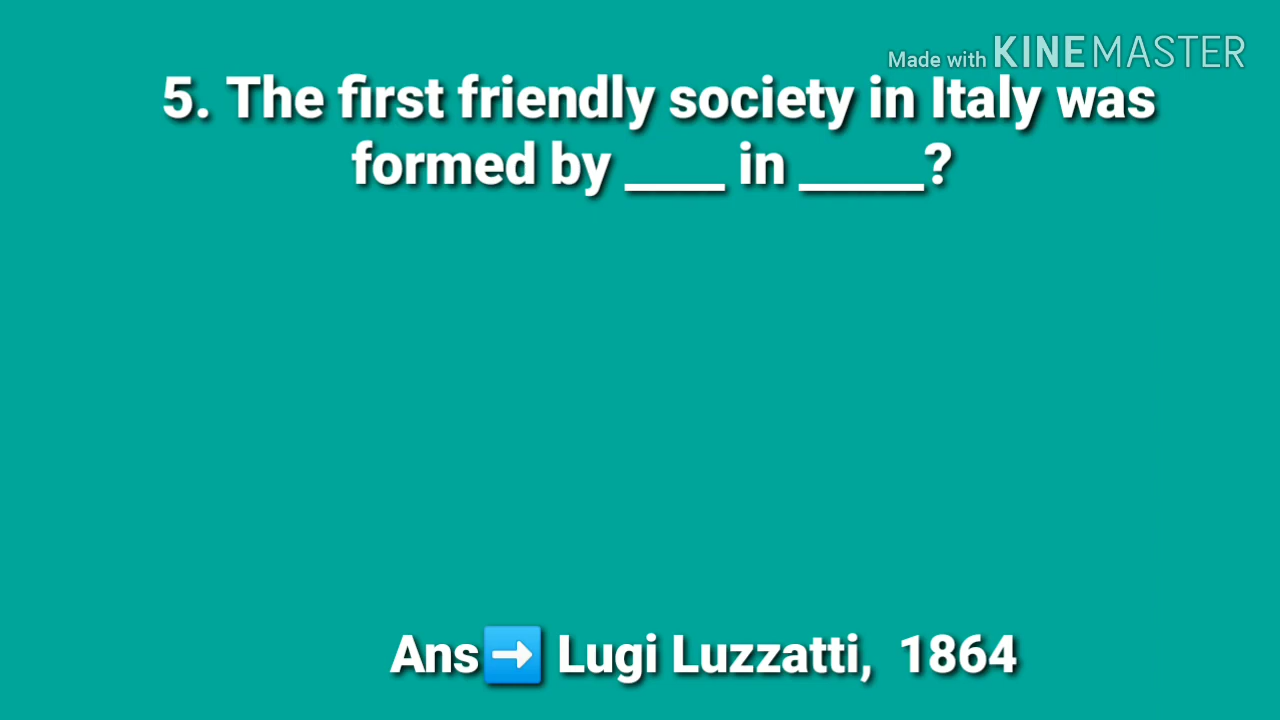 Made with KINEMASTER
5. The first friendly society in Italy was
formed by ____ in _____?
Ans➡ Lugi Luzzatti, 1864